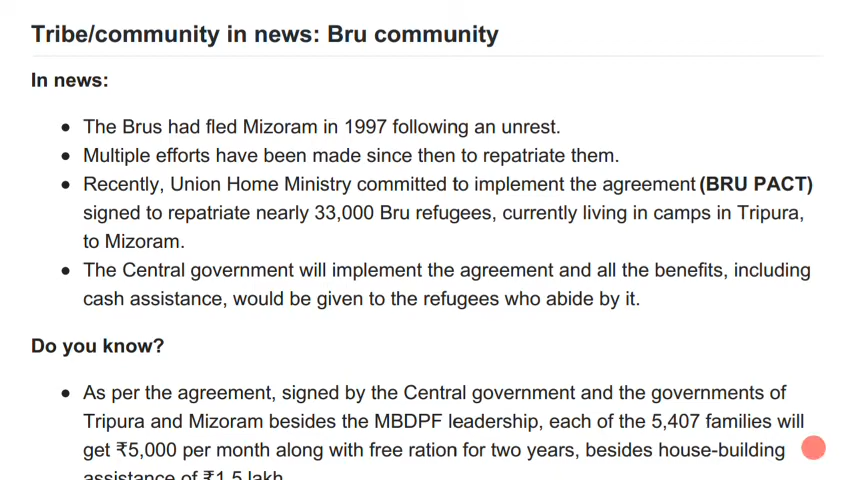 Tribe/community in news: Bru community
In news:
● The Brus had fled Mizoram in 1997 following an unrest.
● Multiple efforts have been made since then to repatriate them.
● Recently, Union Home Ministry committed to implement the agreement (BRU PACT)
signed to repatriate nearly 33,000 Bru refugees, currently living in camps in Tripura,
to Mizoram.
● The Central government will implement the agreement and all the benefits, including
cash assistance, would be given to the refugees who abide by it.
Do you know?
● As per the agreement, signed by the Central government and the governments of
Tripura and Mizoram besides the MBDPF leadership, each of the 5,407 families will
get ₹5,000 per month along with free ration for two years, besides house-building
assistance of ₹1.5 lakh